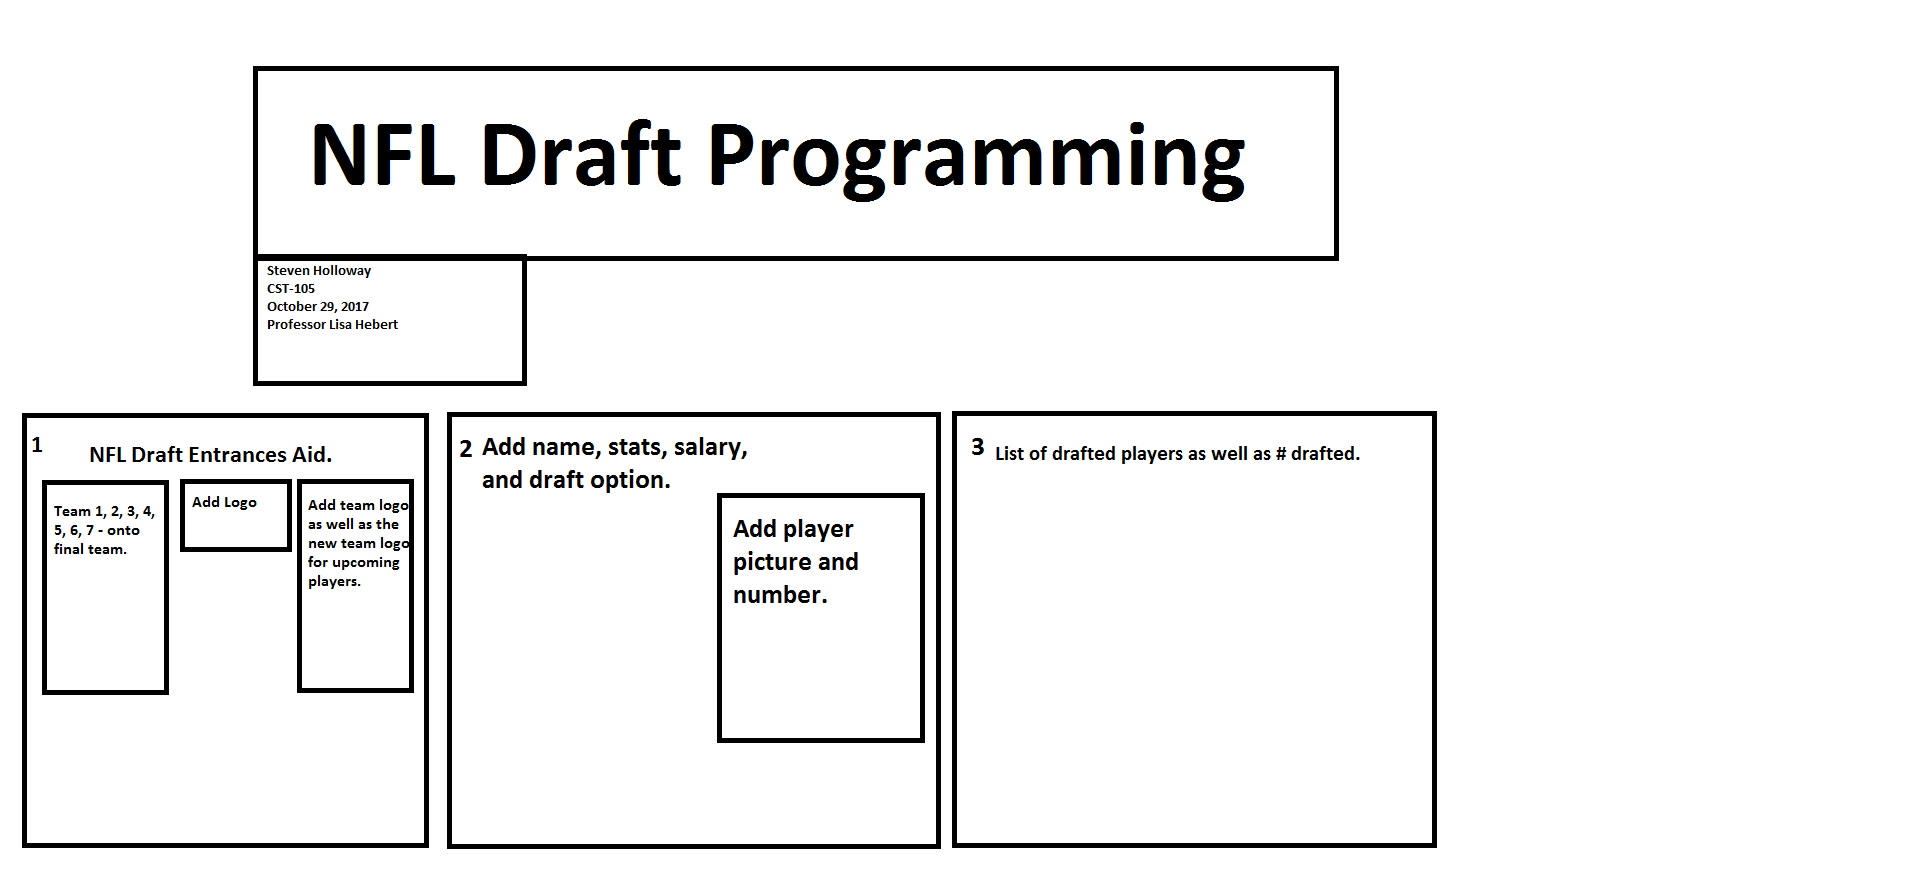 NFL Draft Programming
Steven Holloway
CST-105
October 29, 2017
Professor Lisa Hebert
1
NFL Draft Entrances Aid.
Team 1, 2, 3, 4,
5, 6, 7 - onto
final team.
Add Logo
Add team logo
as well as the
new team logo
for upcoming
players.
2 Add name, stats, salary,
and draft option.
Add player
picture and
number.
3 List of drafted players as well as # drafted.